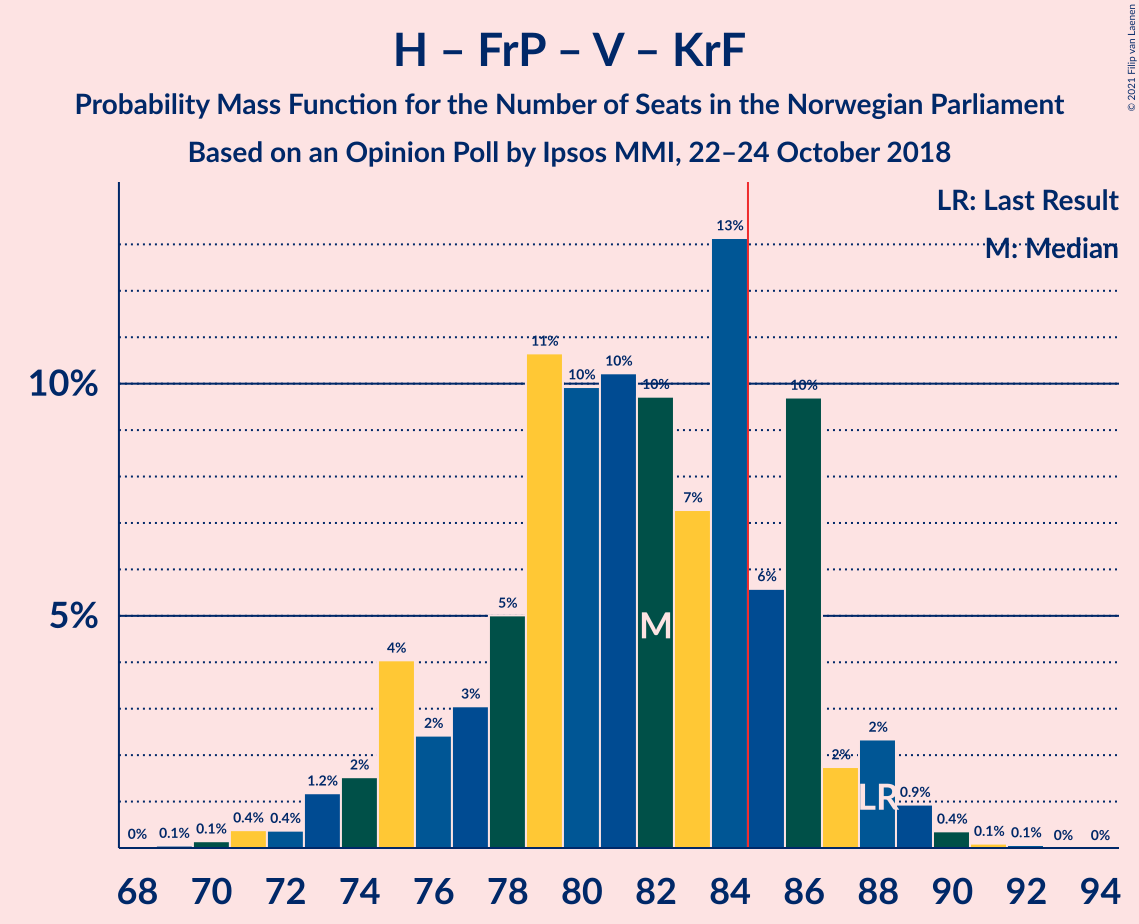 H – FrP – V – KrF
Probability Mass Function for the Number of Seats in the Norwegian Parliament
Based on an Opinion Poll by Ipsos MMI, 22–24 October 2018
© 2021 Filip van Laenen
LR: Last Result
M: Median
10%
5%
0% 0.1% 0.1% 0.4% 0.4% 1.2% 2% 4% 2% 3% 5% 11% 10% 10% 10% 7% 13% 6% 10% 2% 2% 0.9% 0.4% 0.1% 0.1% 0% 0%
M
LR
68 70 72 74 76 78 80 82 84 86 88 90 92 94